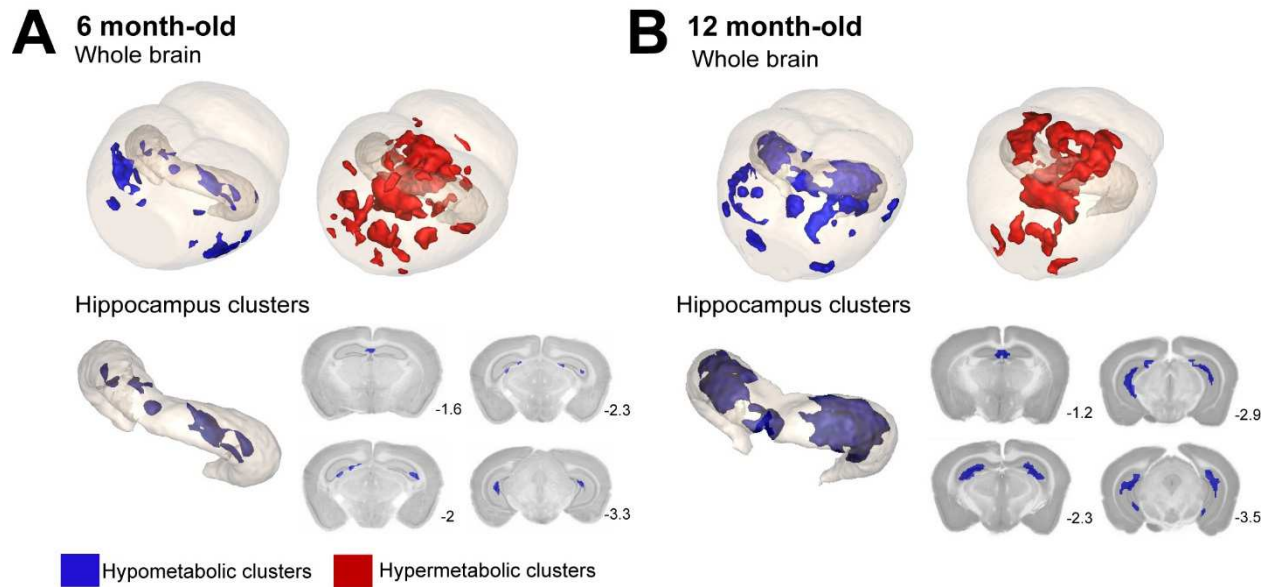 A 6 month-old
Whole brain
Hippocampus clusters
-1.6
-2.3
-2
-3.3
B 12 month-old
Whole brain
Hippocampus clusters
-1.2
-2.9
-2.3
-3.5
Hypometabolic clusters
Hypermetabolic clusters